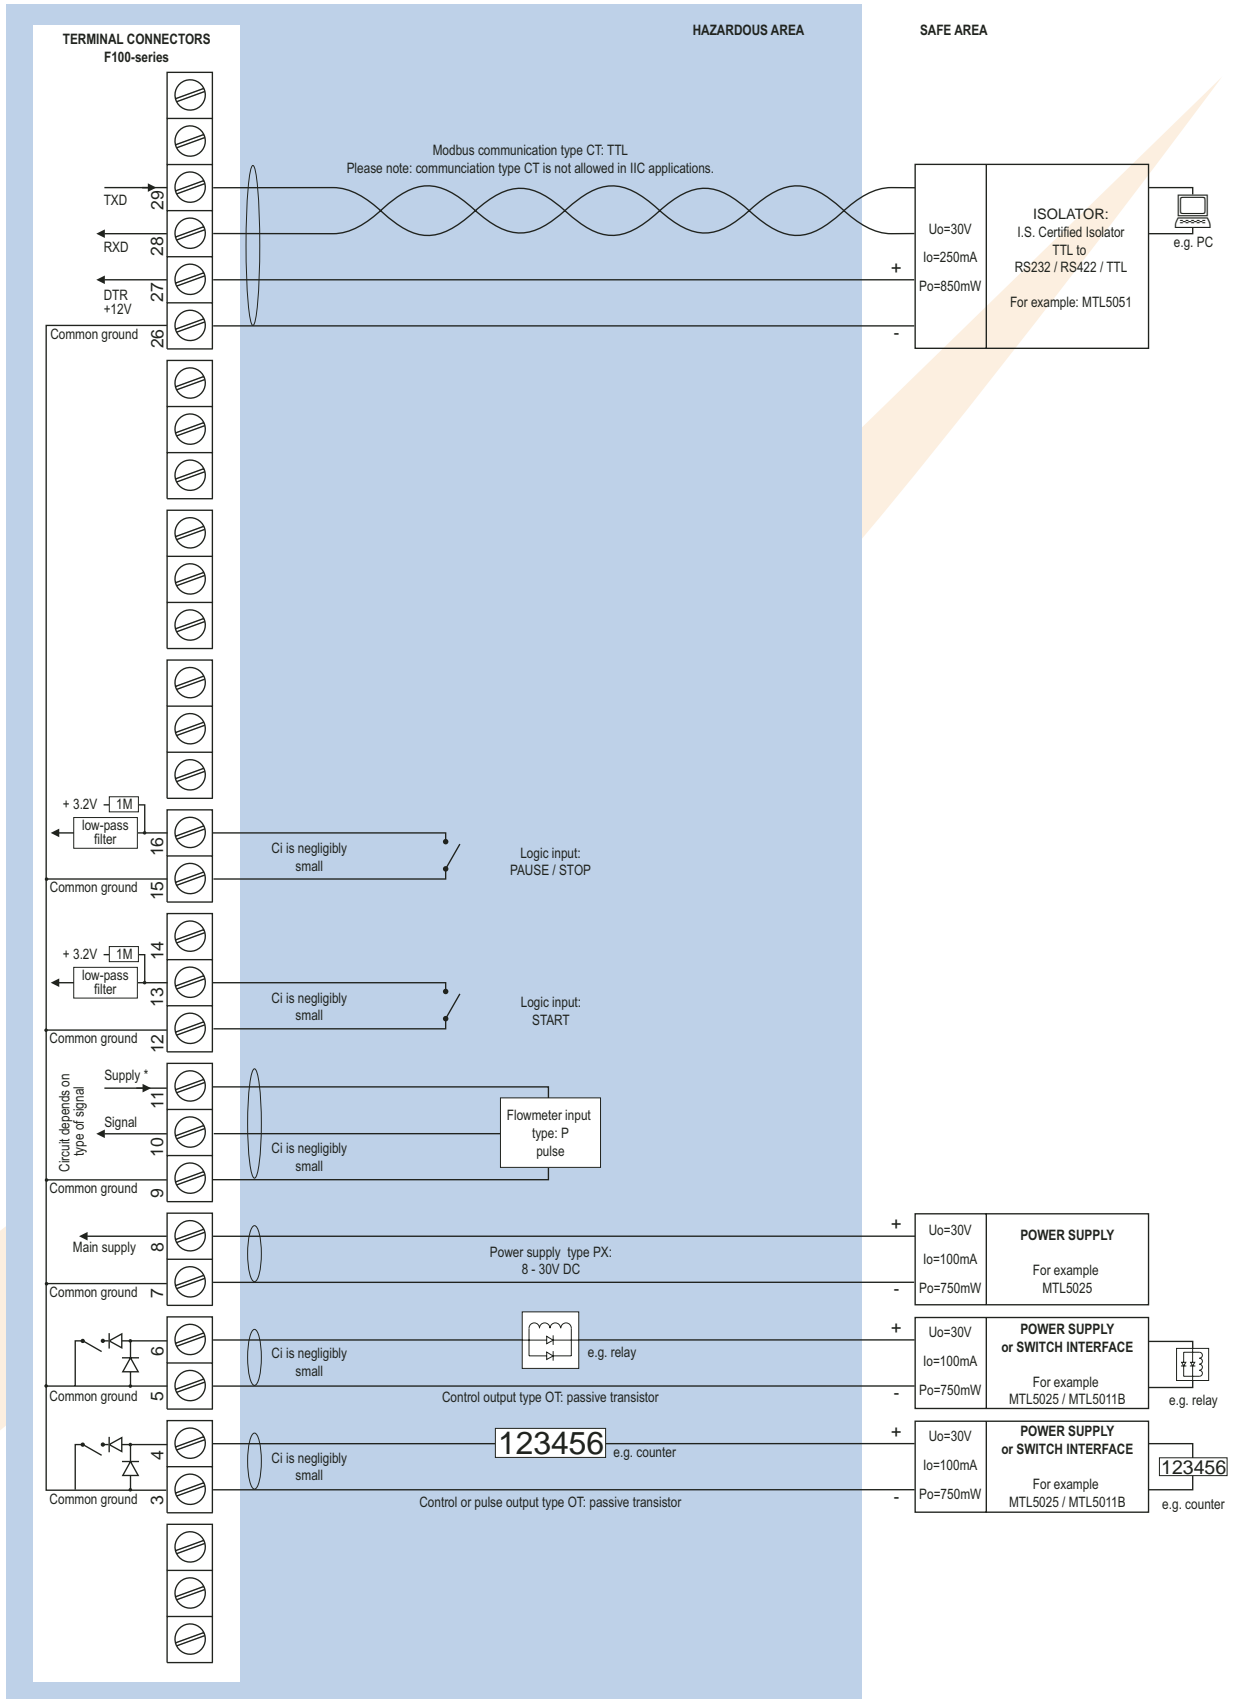 HAZARDOUS AREA
SAFE AREA
TERMINAL CONNECTORS
F100-series
Modbus communication type CT: TTL
Please note: communciation type CT is not allowed in IIC applications.
TXD
29
RXD
28
DTR
+12V
27
Common ground
26
+
-
Uo=30V
Io=250mA
Po=850mW
ISOLATOR:
I.S. Certified Isolator
TTL to
RS232 / RS422 / TTL
For example: MTL5051
e.g. PC
+ 3.2V
1M
low-pass
filter
16
Common ground
15
Ci is negligibly
small
Logic input:
PAUSE / STOP
14
+ 3.2V
1M
low-pass
filter
13
Common ground
12
Ci is negligibly
small
Logic input:
START
Circuit depends on
type of signal
Supply *
11
Signal
10
Common ground
9
Ci is negligibly
small
Flowmeter input
type: P
pulse
Main supply
8
Common ground
7
Power supply type PX:
8 - 30V DC
+
-
Uo=30V
Io=100mA
Po=750mW
POWER SUPPLY
For example
MTL5025
6
Common ground
5
Ci is negligibly
small
e.g. relay
Control output type OT: passive transistor
+
-
Uo=30V
Io=100mA
Po=750mW
POWER SUPPLY
or SWITCH INTERFACE
For example
MTL5025 / MTL5011B
e.g. relay
4
Common ground
3
Ci is negligibly
small
123456
e.g. counter
Control or pulse output type OT: passive transistor
+
-
Uo=30V
Io=100mA
Po=750mW
POWER SUPPLY
or SWITCH INTERFACE
For example
MTL5025 / MTL5011B
123456
e.g. counter